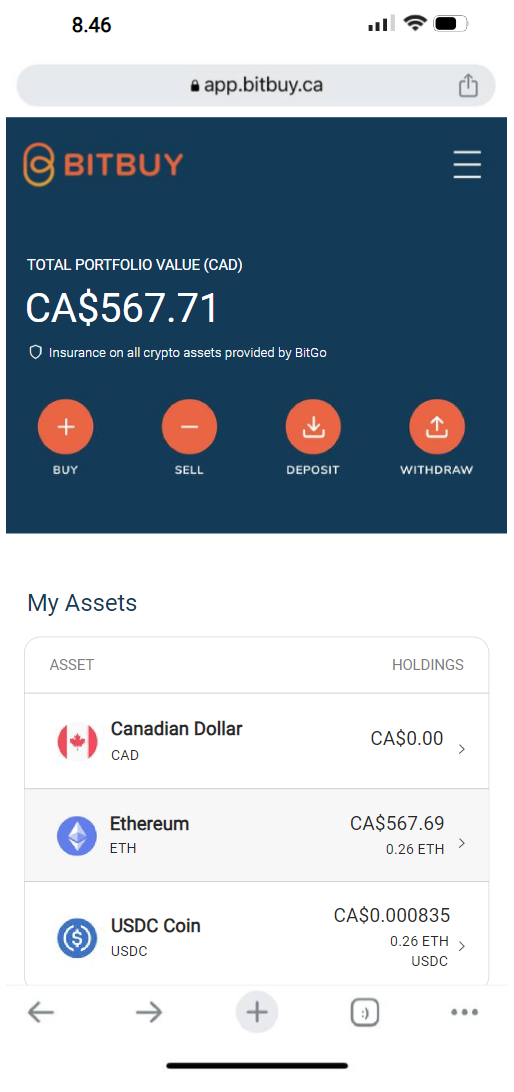 8.46
app.bitbuy.ca
BITBUY
TOTAL PORTFOLIO VALUE (CAD)
CA$567.71
Insurance on all crypto assets provided by BitGo
BUY SELL DEPOSIT WITHDRAW
My Assets
ASSET HOLDINGS
Canadian Dollar CA$0.00
CAD
Ethereum CA$567.69
ETH 0.26 ETH
USDC Coin CA$0.000835
USDC 0.26 ETH
USDC
:)